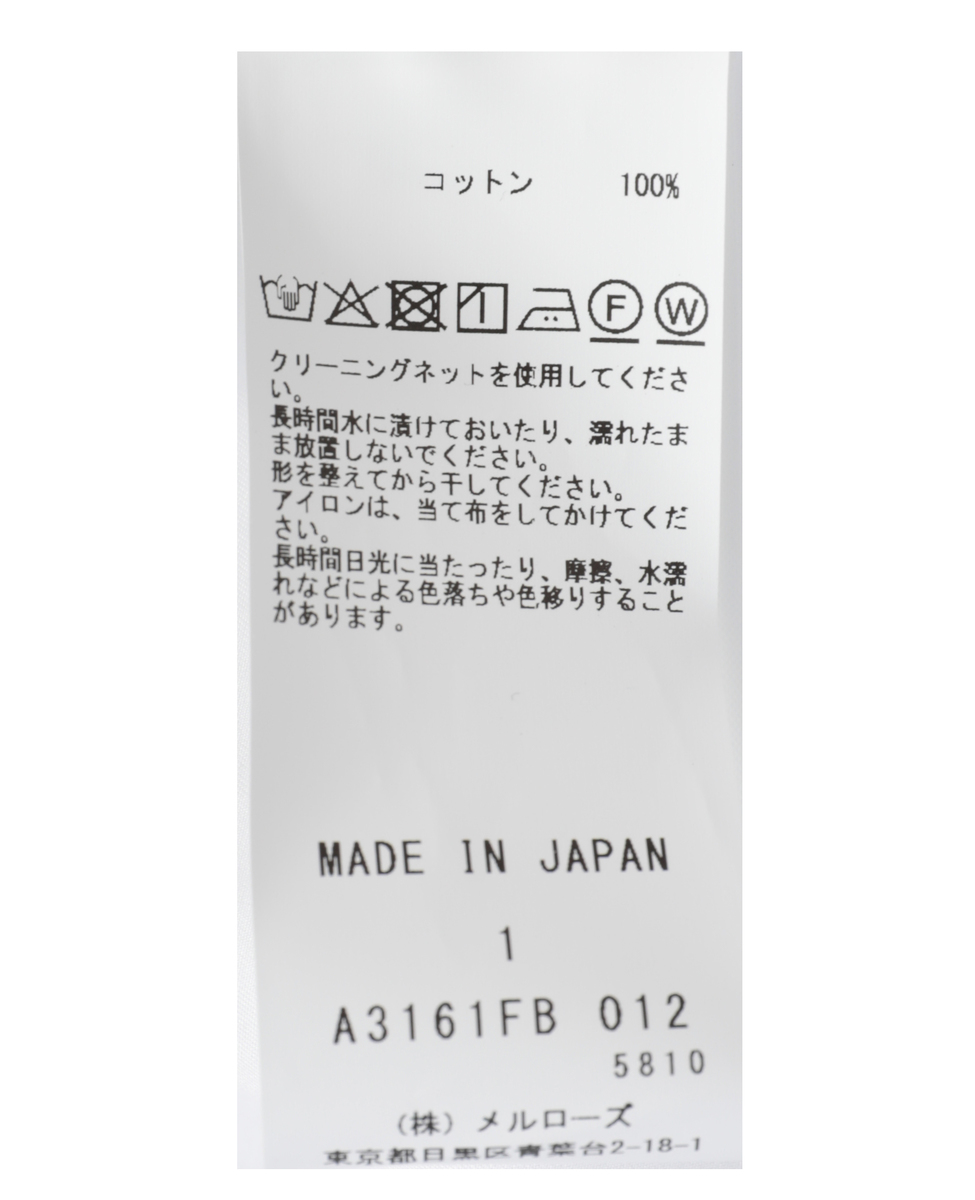 コットン 100%
F W
クリーニングネットを使用してくださ
い。
長時間水に漬けておいたり、濡れたま
ま放置しないでください。
形を整えてから干してください。
アイロンは、当て布をしてかけてくだ
さい。
長時間日光に当たったり、摩擦、水濡
れなどによる色落ちや色移りすること
があります。
MADE IN JAPAN
1
A3161FB 012
5810
(株) メルローズ
東京都目黒区青葉台2-18-1